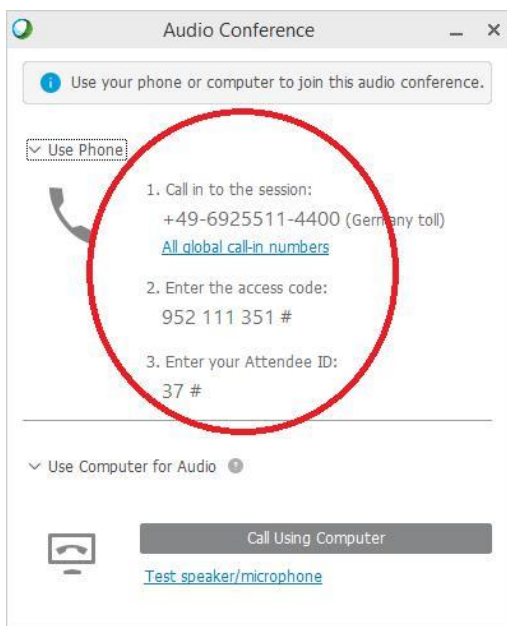 Audio Conference
Use your phone or computer to join this audio conference.
Use Phone
1. Call in to the session:
+49-6925511-4400 (Germany toll)
All global call-in numbers
2. Enter the access code:
952 111 351 #
3. Enter your Attendee ID:
37 #
Use Computer for Audio
Call Using Computer
Test speaker/microphone